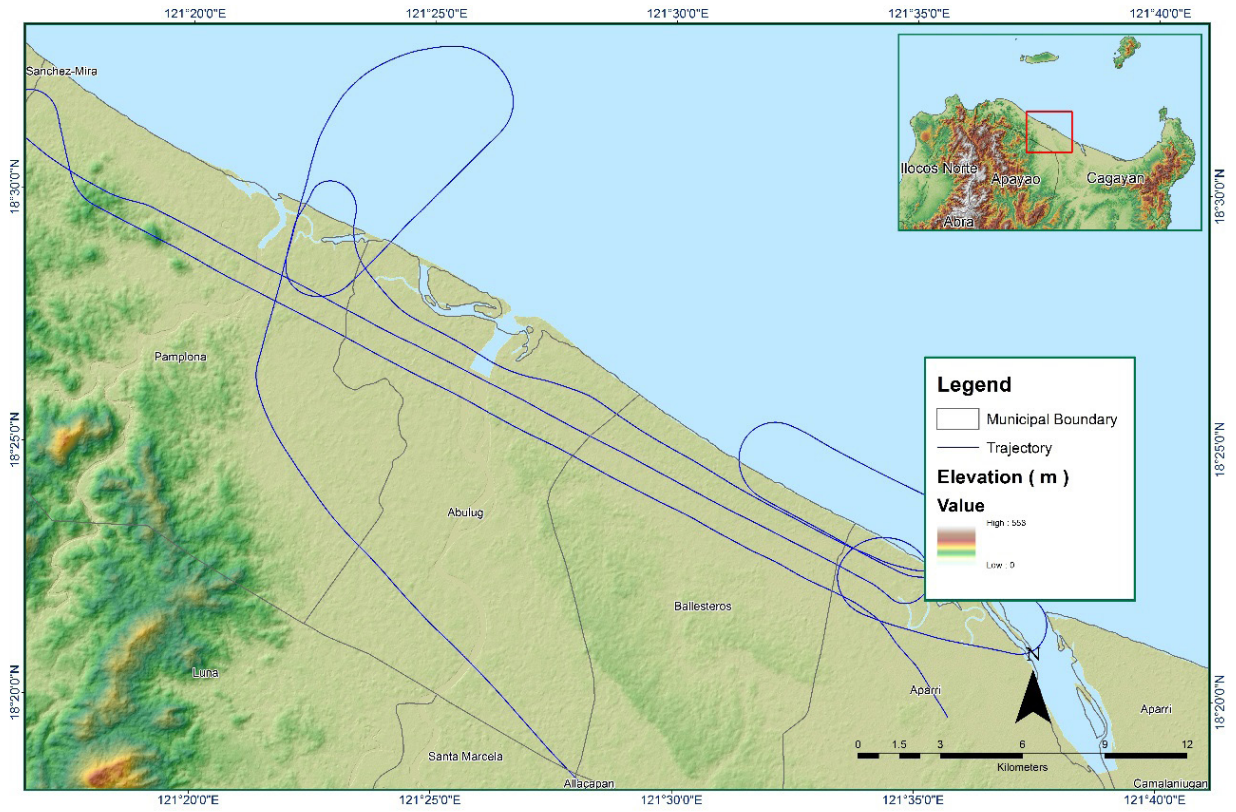 121°20'0"E 121°25'0"E 121°30'0"E 121°35'0"E 121°40'0"E
Sanchez-Mira
Ilocos Norte
Apayao
Cagayan
Abra
18°30'0"N
18°30'0"N
Pamplona
Legend
Municipal Boundary
Trajectory
Elevation ( m )
Value
High : 553
Low : 0
18°25'0"N
18°25'0"N
Abulug
Ballesteros
Luna
N
Aparri
Aparri
18°20'0"N
18°20'0"N
Santa Marcela
0 1.5 3 6 9 12
Kilometers
Allacapan
Camalaniugan
121°20'0"E 121°25'0"E 121°30'0"E 121°35'0"E 121°40'0"E